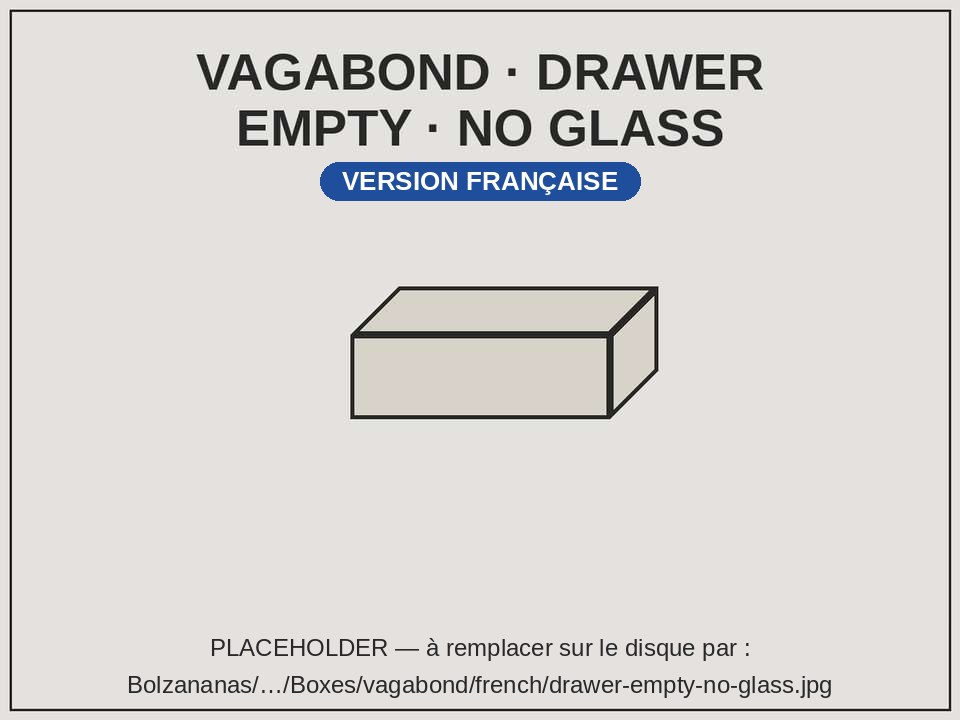 VAGABOND · DRAWER
EMPTY · NO GLASS
VERSION FRANÇAISE
PLACEHOLDER — à remplacer sur le disque par :
Bolzananas/…/Boxes/vagabond/french/drawer-empty-no-glass.jpg